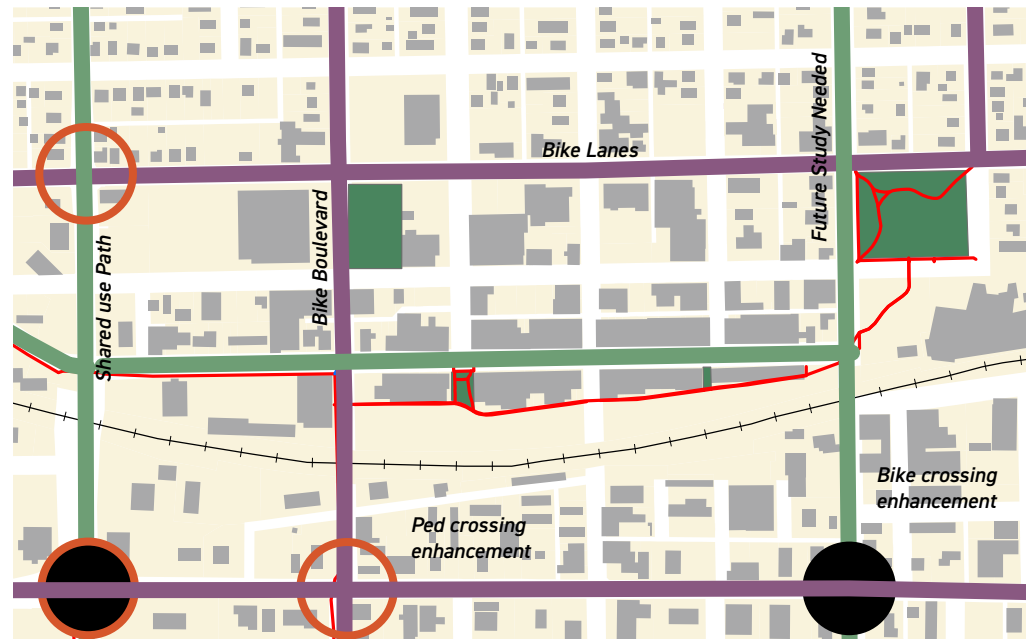 Bike Lanes
Future Study Needed
Bike Boulevard
Shared use Path
Bike crossing
enhancement
Ped crossing
enhancement